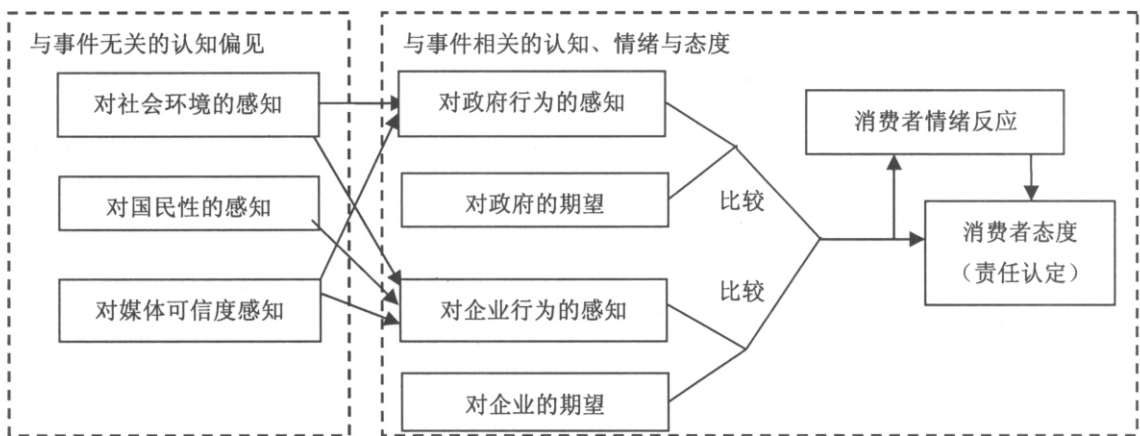 与事件无关的认知偏见
对社会环境的感知
对国民性的感知
对媒体可信度感知
与事件相关的认知、情绪与态度
对政府行为的感知
对政府的期望
比较
对企业行为的感知
对企业的期望
比较
消费者情绪反应
消费者态度
（责任认定）